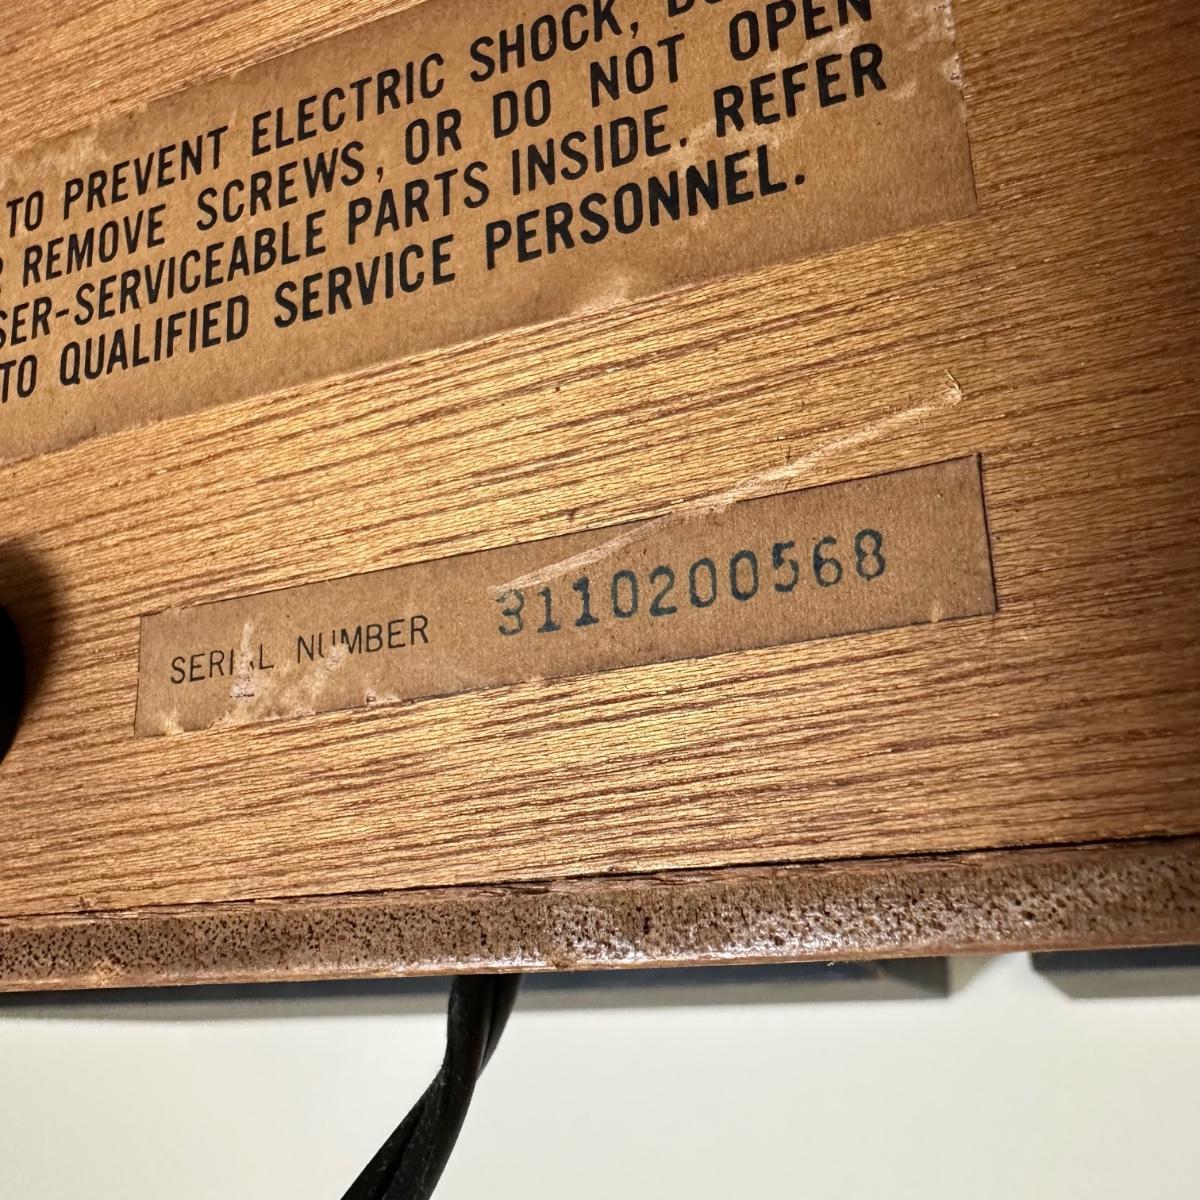 TO PREVENT ELECTRIC SHOCK,
REMOVE SCREWS, OR DO NOT OPEN
SER-SERVICEABLE PARTS INSIDE. REFER
TO QUALIFIED SERVICE PERSONNEL.
SERIAL NUMBER 3110200568